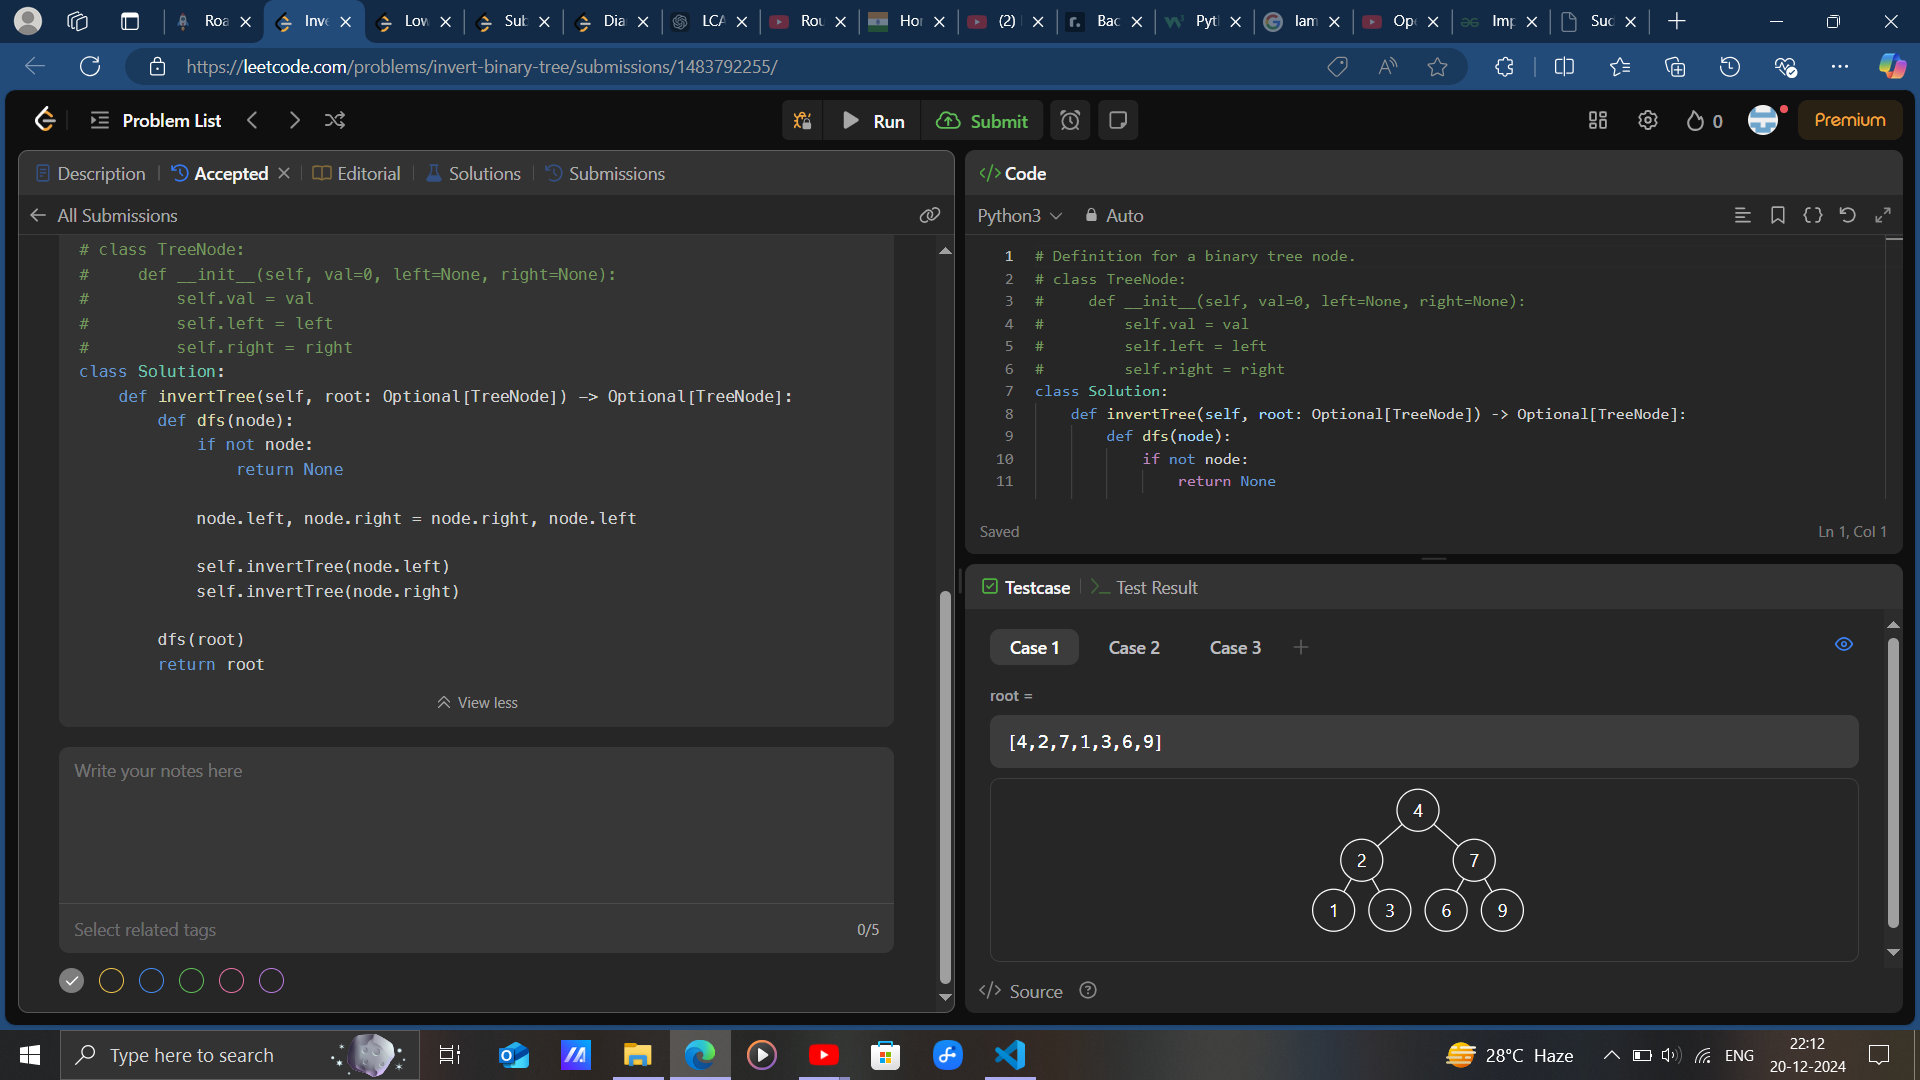 Roa
Inve
Low
Sub
Dia
LCA
Rou
Hor
(2)
Bac
Pytl
lam
Ope
Imp
Sud
https://leetcode.com/problems/invert-binary-tree/submissions/1483792255/
Problem List
Run
Submit
0
Premium
Description
Accepted
Editorial
Solutions
Submissions
All Submissions
# class TreeNode:
#     def __init__(self, val=0, left=None, right=None):
#         self.val = val
#         self.left = left
#         self.right = right
class Solution:
    def invertTree(self, root: Optional[TreeNode]) -> Optional[TreeNode]:
        def dfs(node):
            if not node:
                return None
            node.left, node.right = node.right, node.left
            self.invertTree(node.left)
            self.invertTree(node.right)
        dfs(root)
        return root
View less
Write your notes here
Select related tags
0/5
</> Code
Python3
Auto
1 # Definition for a binary tree node.
2 # class TreeNode:
3 #     def __init__(self, val=0, left=None, right=None):
4 #         self.val = val
5 #         self.left = left
6 #         self.right = right
7 class Solution:
8     def invertTree(self, root: Optional[TreeNode]) -> Optional[TreeNode]:
9         def dfs(node):
10             if not node:
11                 return None
Saved
Ln 1, Col 1
Testcase
>_ Test Result
Case 1
Case 2
Case 3
root =
[4,2,7,1,3,6,9]
4
2
7
1
3
6
9
</> Source
Type here to search
28°C Haze
ENG
22:12
20-12-2024